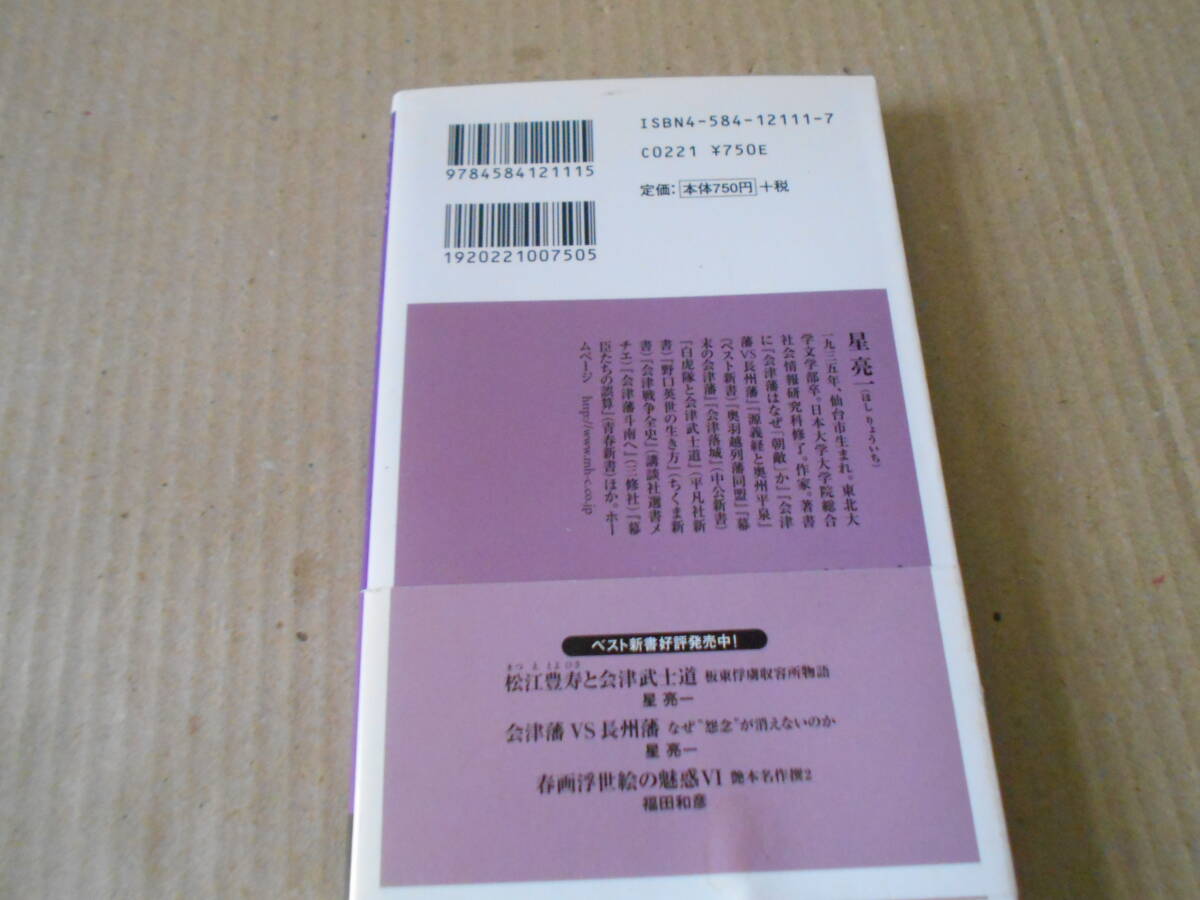 ISBN4-584-12111-7
C0221 ¥750E
定価：本体750円＋税
9784584121115
1920221007505
星 亮一（ほし りょういち）
一九三五年、仙台市生まれ。東北大
学文学部卒。日本大学大学院総合
社会情報研究科修了。作家。著書
に『会津藩はなぜ「朝敵」か』『会津
藩VS長州藩』『源義経と奥州平泉』
（ベスト新書）『奥羽越列藩同盟』『幕
末の会津藩』『会津落城』（中公新書）
『白虎隊と会津武士道』（平凡社新
書）『野口英世の生き方』（ちくま新
書）『会津戦争全史』（講談社選書メ
チエ）『会津藩斗南へ』（三修社）『幕
臣たちの誤算』（青春新書）ほか。ホー
ムページ http://www.mh-c.co.jp
ベスト新書好評発売中！
松江豊寿と会津武士道 板東俘虜収容所物語
星 亮一
会津藩VS長州藩 なぜ“怨念”が消えないのか
星 亮一
春画浮世絵の魅惑VI 艶本名作撰2
福田和彦